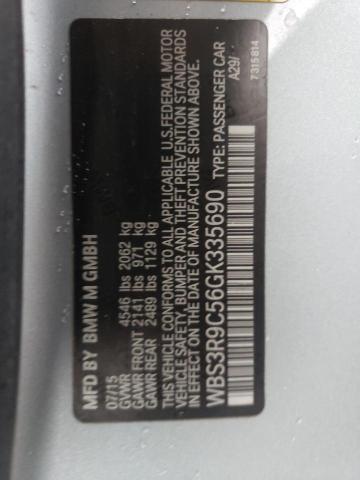 MFD BY BMW M GMBH
07/15
GVWR 4546 lbs 2062 kg
GAWR FRONT 2141 lbs 971 kg
GAWR REAR 2489 lbs 1129 kg
THIS VEHICLE CONFORMS TO ALL APPLICABLE U.S. FEDERAL MOTOR
VEHICLE SAFETY, BUMPER AND THEFT PREVENTION STANDARDS
IN EFFECT ON THE DATE OF MANUFACTURE SHOWN ABOVE.
WBS3R9C56GK335690 TYPE: PASSENGER CAR
A29/
7315814